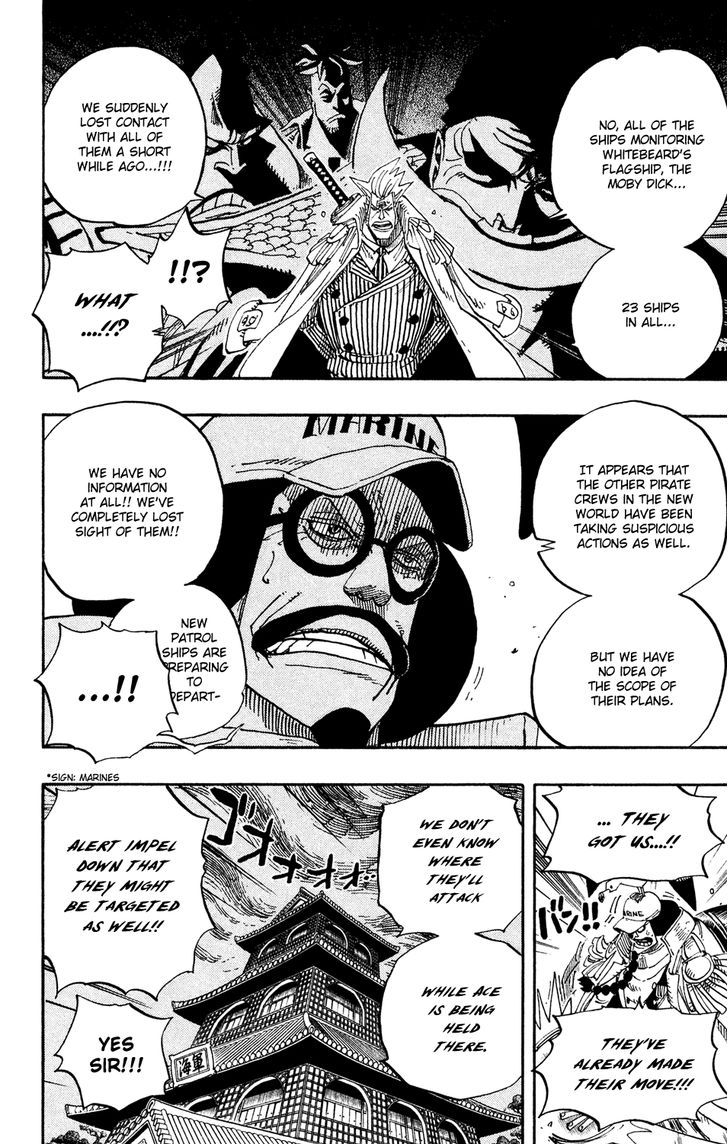 NO, ALL OF THE
SHIPS MONITORING
WHITEBEARD'S
FLAGSHIP, THE
MOBY DICK...
23 SHIPS
IN ALL...
WE SUDDENLY
LOST CONTACT
WITH ALL OF
THEM A SHORT
WHILE AGO...!!!
!!?
WHAT
....!!?
MARINE
IT APPEARS THAT
THE OTHER PIRATE
CREWS IN THE NEW
WORLD HAVE BEEN
TAKING SUSPICIOUS
ACTIONS AS WELL.
BUT WE HAVE
NO IDEA OF
THE SCOPE OF
THEIR PLANS.
WE HAVE NO
INFORMATION
AT ALL!! WE'VE
COMPLETELY LOST
SIGHT OF THEM!!
NEW
PATROL
SHIPS ARE
PREPARING
TO
DEPART-
...!!
*SIGN: MARINES
... THEY
GOT US...!!
バン!!
THEY'VE
ALREADY MADE
THEIR MOVE!!!
WE DON'T
EVEN KNOW
WHERE
THEY'LL
ATTACK
WHILE ACE
IS BEING
HELD
THERE.
ゴオオオオ...
ALERT IMPEL
DOWN THAT
THEY MIGHT
BE TARGETED
AS WELL!!
YES
SIR!!!
海軍